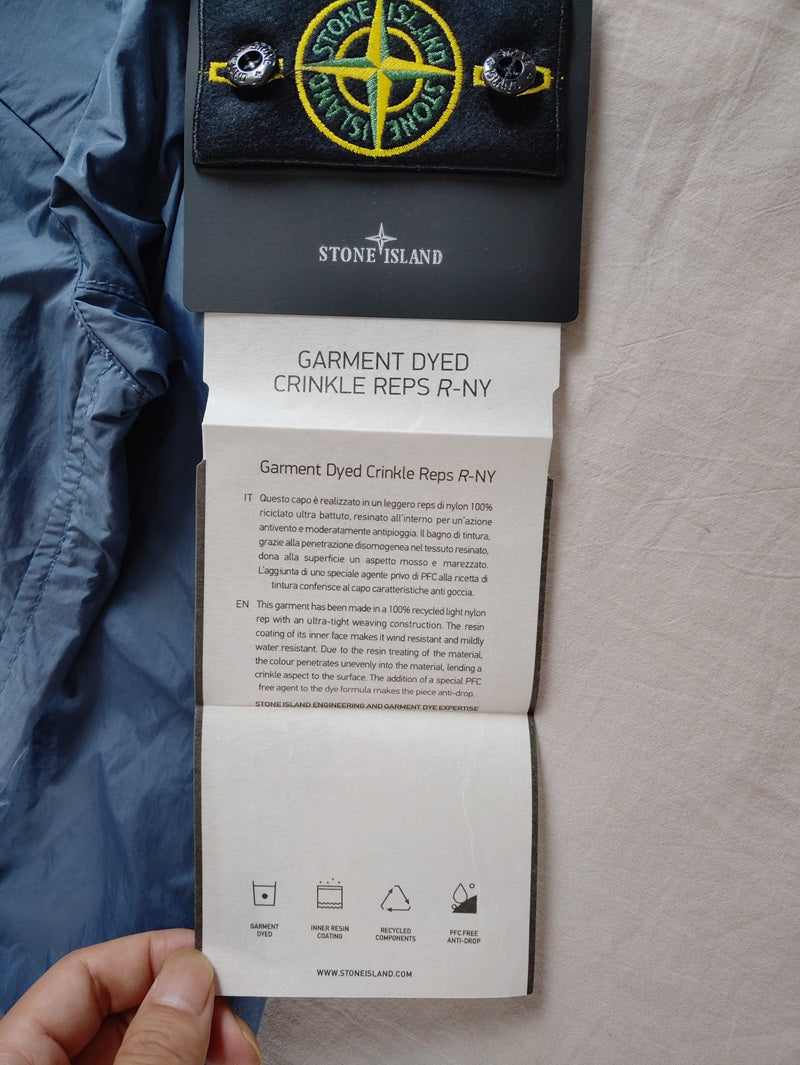 STONE ISLAND
STONE ISLAND
STONE ISLAND
GARMENT DYED
CRINKLE REPS R-NY
Garment Dyed Crinkle Reps R-NY
IT Questo capo è realizzato in un leggero reps di nylon 100%
riciclato ultra battuto, resinato all'interno per un'azione
antivento e moderatamente antipioggia. Il bagno di tintura,
grazie alla penetrazione disomogenea nel tessuto resinato,
dona alla superficie un aspetto mosso e marezzato.
L'aggiunta di uno speciale agente privo di PFC alla ricetta di
tintura conferisce al capo caratteristiche anti goccia.
EN This garment has been made in a 100% recycled light nylon
rep with an ultra-tight weaving construction. The resin
coating of its inner face makes it wind resistant and mildly
water resistant. Due to the resin treating of the material,
the colour penetrates unevenly into the material, lending a
crinkle aspect to the surface. The addition of a special PFC
free agent to the dye formula makes the piece anti-drop.
STONE ISLAND ENGINEERING AND GARMENT DYE EXPERTISE
GARMENT
DYED
INNER RESIN
COATING
RECYCLED
COMPONENTS
PFC FREE
ANTI-DROP
WWW.STONEISLAND.COM